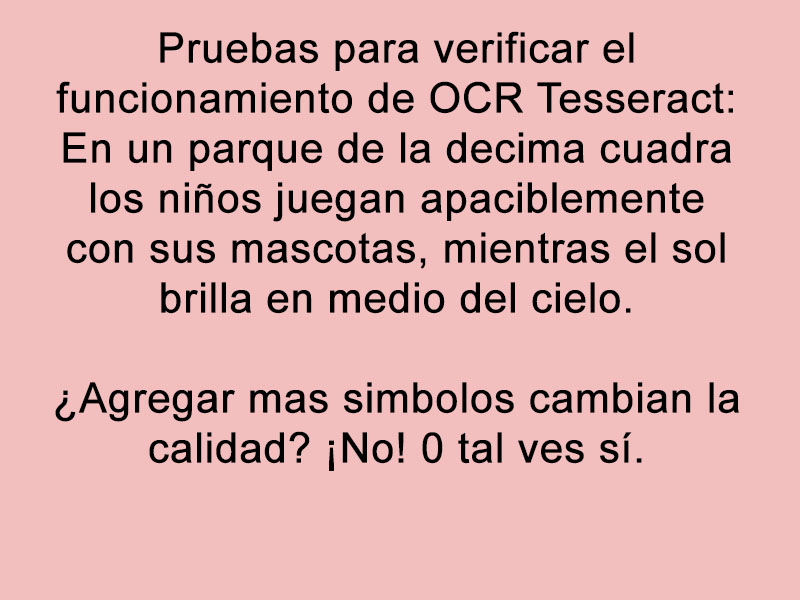 Pruebas para verificar el
funcionamiento de OCR Tesseract:
En un parque de la decima cuadra
los niños juegan apaciblemente
con sus mascotas, mientras el sol
brilla en medio del cielo.
¿Agregar mas simbolos cambian la
calidad? ¡No! 0 tal ves sí.